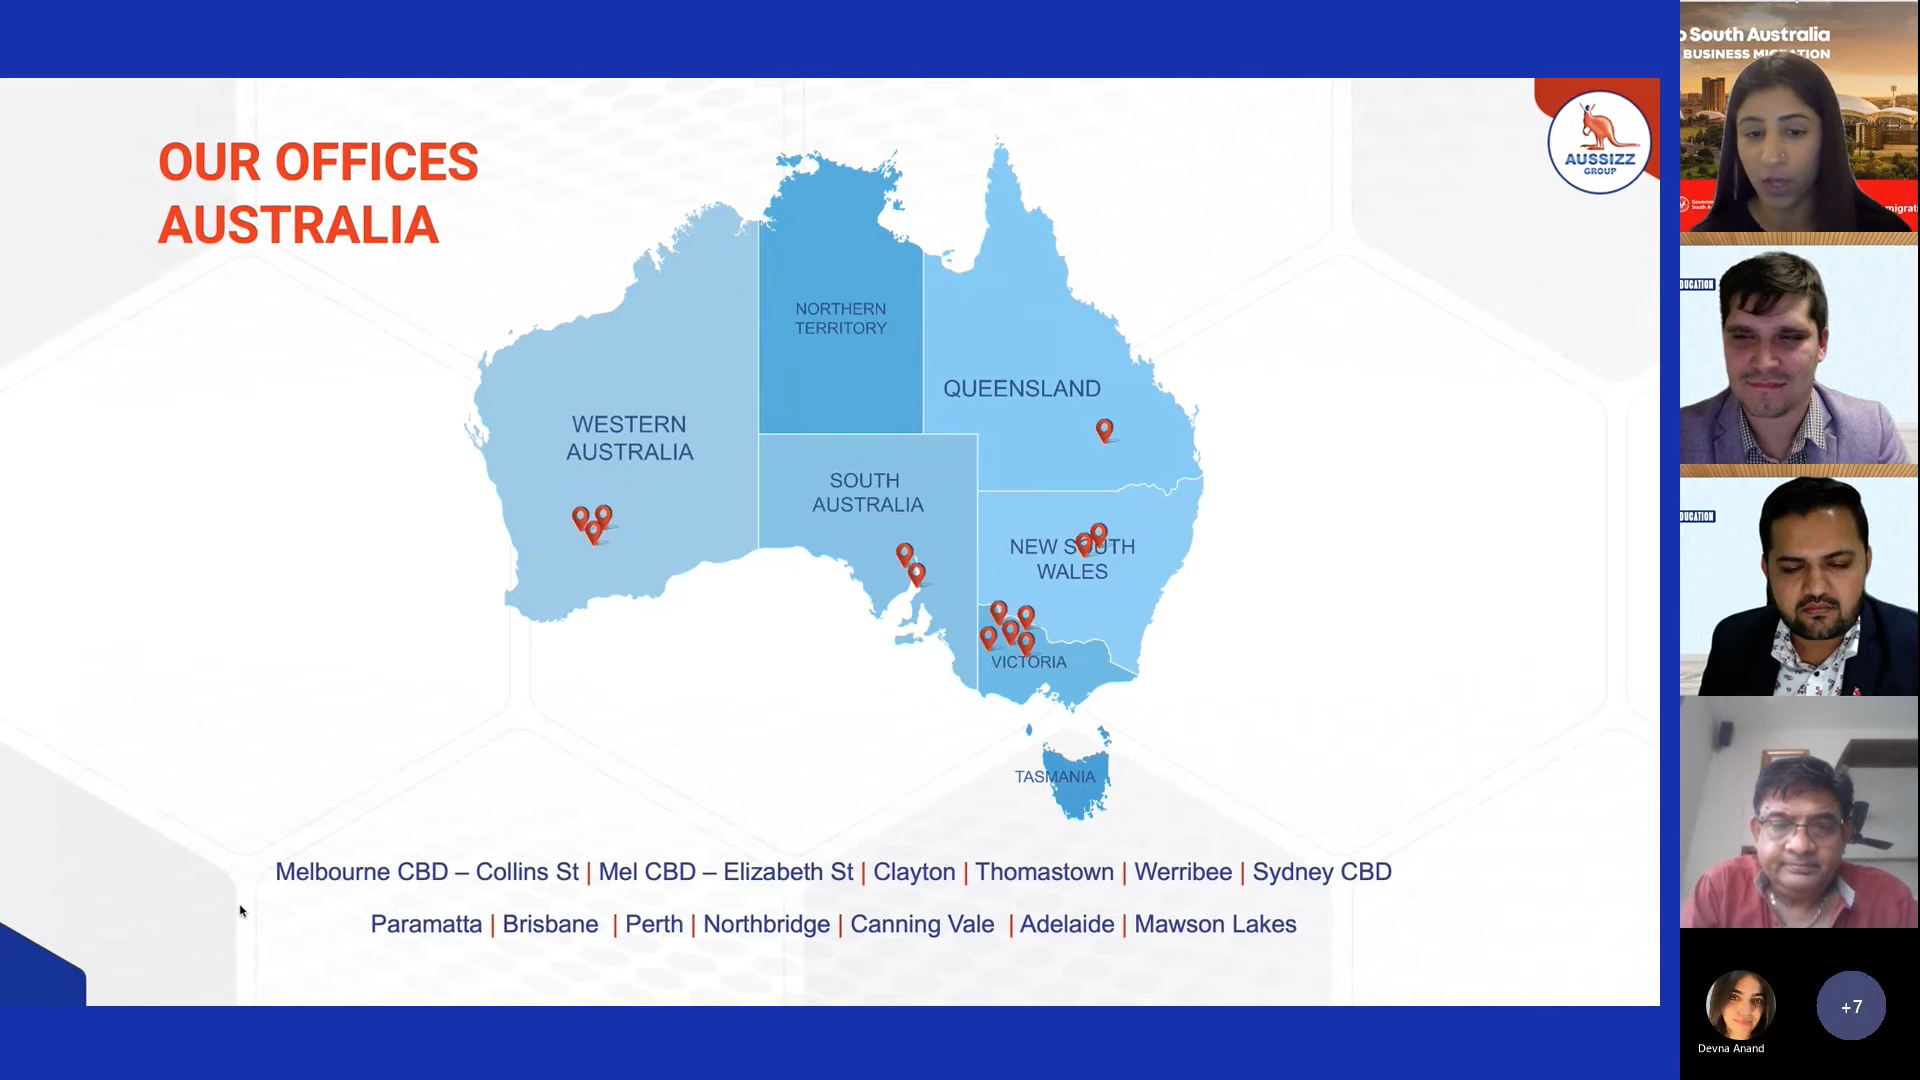 OUR OFFICES
AUSTRALIA
AUSSIZZ
GROUP
NORTHERN
TERRITORY
QUEENSLAND
WESTERN
AUSTRALIA
SOUTH
AUSTRALIA
NEW SOUTH
WALES
VICTORIA
TASMANIA
Melbourne CBD – Collins St | Mel CBD – Elizabeth St | Clayton | Thomastown | Werribee | Sydney CBD
Paramatta | Brisbane | Perth | Northbridge | Canning Vale | Adelaide | Mawson Lakes
South Australia
BUSINESS
Devna Anand
+7